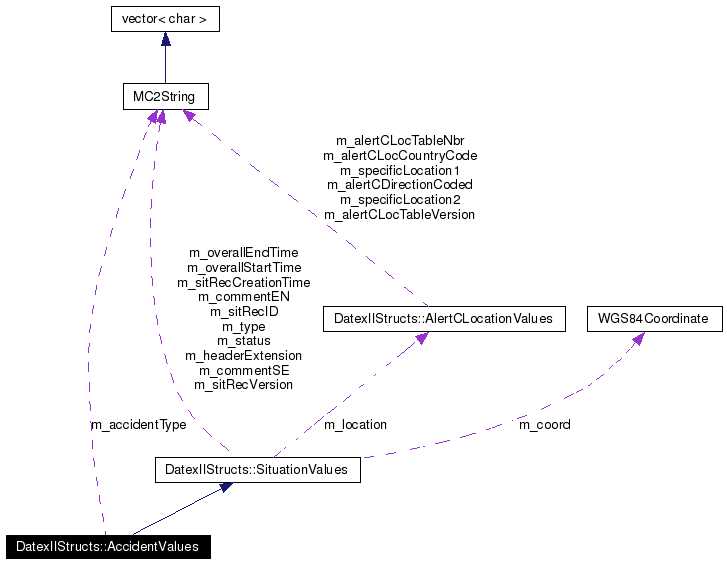 vector< char >
MC2String
m_alertCLocTableNbr
m_alertCLocCountryCode
m_specificLocation1
m_alertCDirectionCoded
m_specificLocation2
m_alertCLocTableVersion
m_overallEndTime
m_overallStartTime
m_sitRecCreationTime
m_commentEN
m_sitRecID
m_type
m_status
m_headerExtension
m_commentSE
m_sitRecVersion
DatexIIStructs::AlertCLocationValues
WGS84Coordinate
m_accidentType
m_location
m_coord
DatexIIStructs::SituationValues
DatexIIStructs::AccidentValues